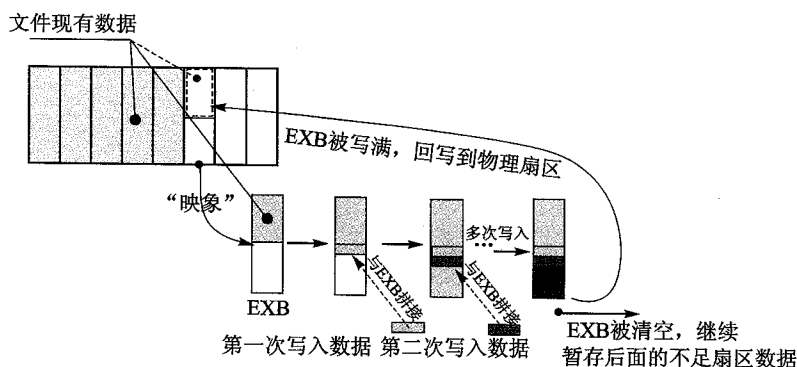 文件现有数据
EXB被写满，回写到物理扇区
“映象”
多次写入
…
与EXB拼接
与EXB拼接
EXB
第一次写入数据
第二次写入数据
EXB被清空，继续
暂存后面的不足扇区数据